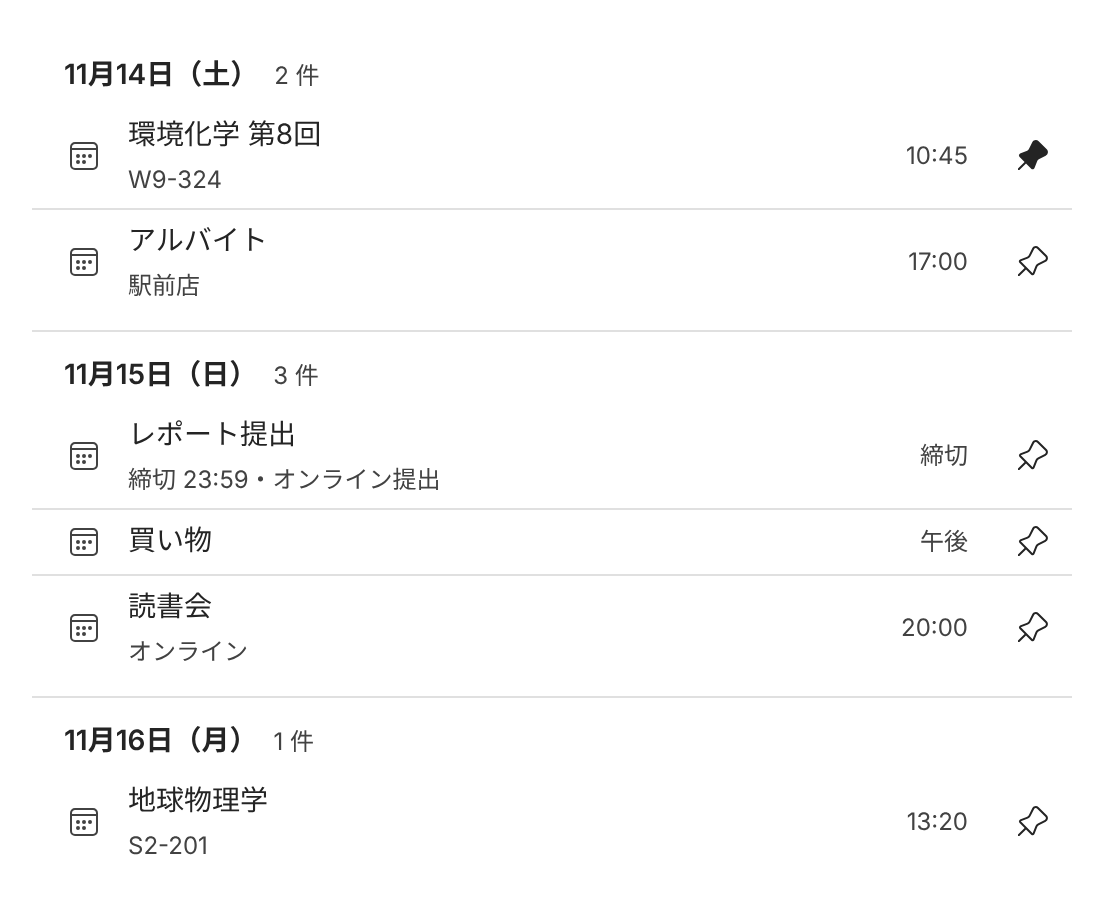 11月14日（土） 2 件
環境化学 第8回
W9-324
10:45
アルバイト
駅前店
17:00
11月15日（日） 3 件
レポート提出
締切 23:59・オンライン提出
締切
買い物
午後
読書会
オンライン
20:00
11月16日（月） 1 件
地球物理学
S2-201
13:20